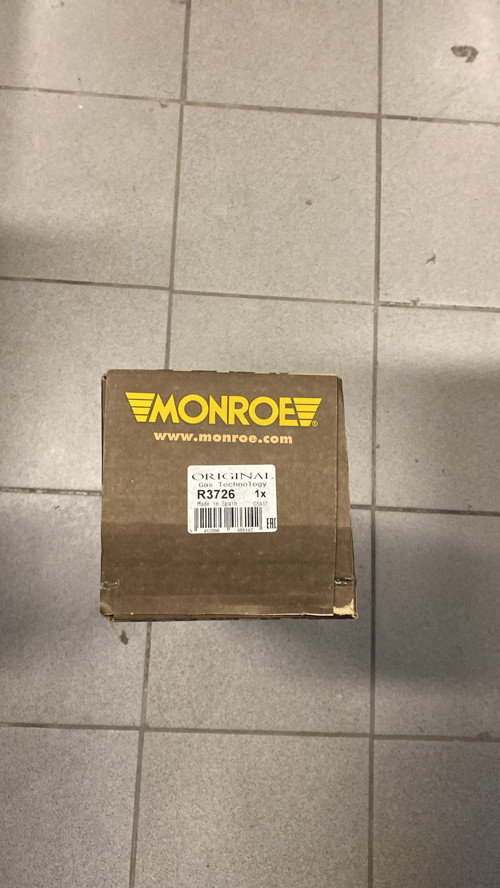 MONROE®
www.monroe.com
ORIGINAL
Gas Technology
R3726 1x
Made in Spain
EAC